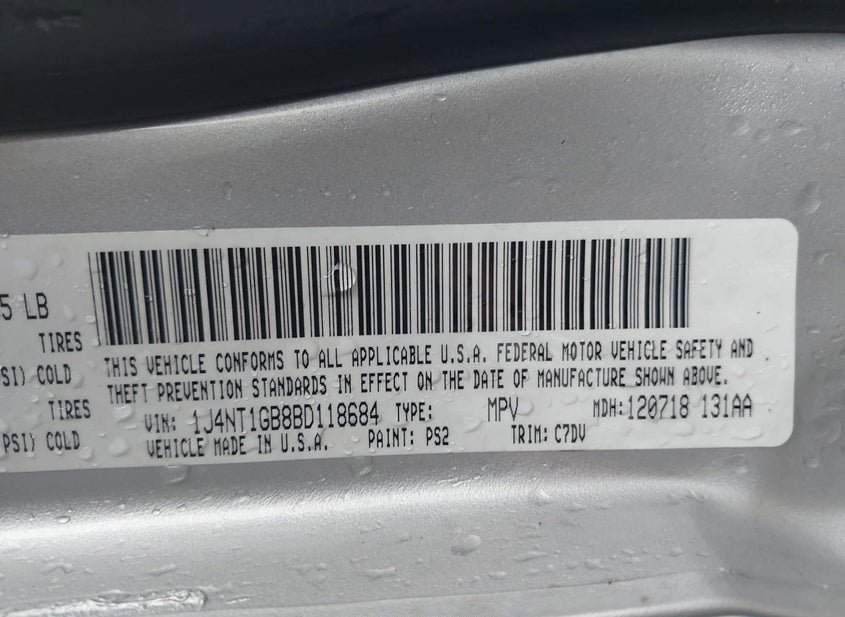 5 LB
TIRES
SI) COLD
TIRES
PSI) COLD
THIS VEHICLE CONFORMS TO ALL APPLICABLE U.S.A. FEDERAL MOTOR VEHICLE SAFETY AND
THEFT PREVENTION STANDARDS IN EFFECT ON THE DATE OF MANUFACTURE SHOWN ABOVE.
VIN: 1J4NT1GB8BD118684 TYPE: MPV MDH:120718 131AA
VEHICLE MADE IN U.S.A. PAINT: PS2 TRIM: C7DV